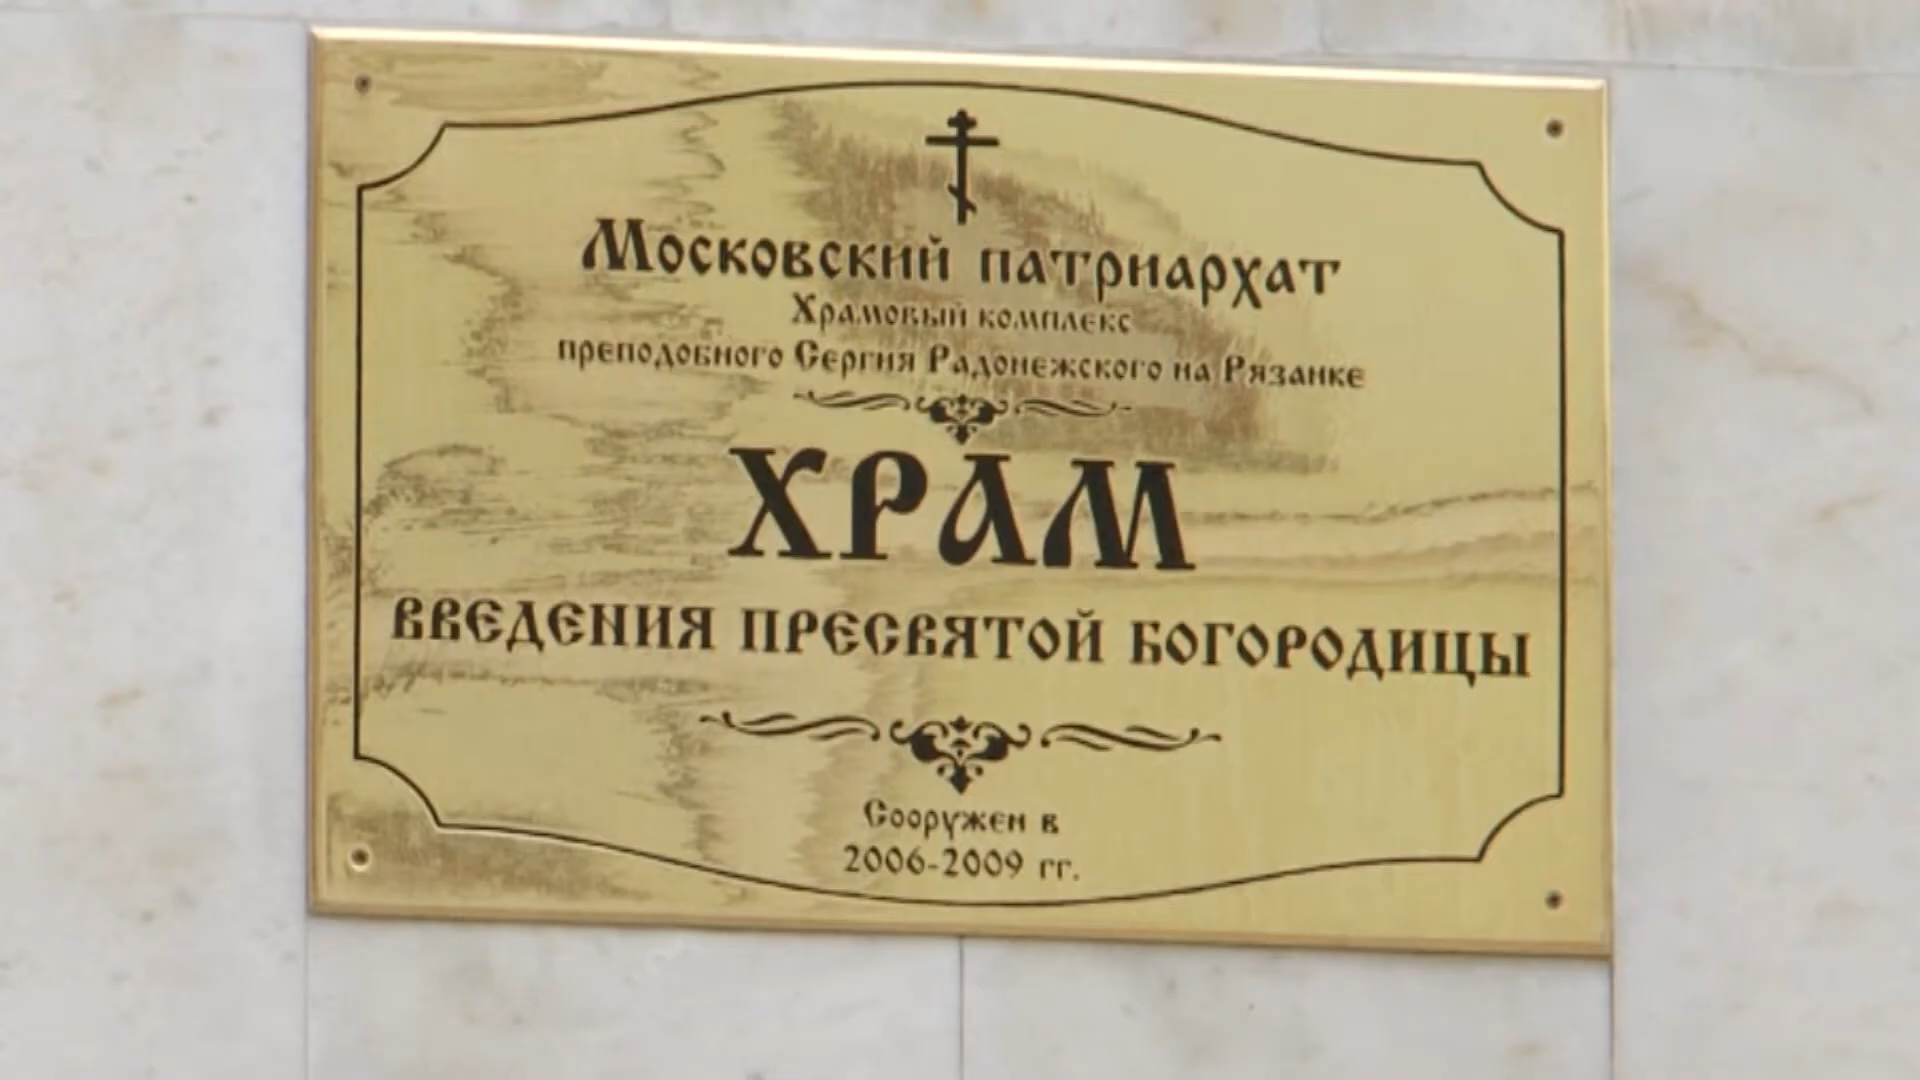 Московский патриархат
Храмовый комплекс
преподобного Сергия Радонежского на Рязанке
ХРАМ
ВВЕДЕНИЯ ПРЕСВЯТОЙ БОГОРОДИЦЫ
Сооружен в
2006-2009 гг.